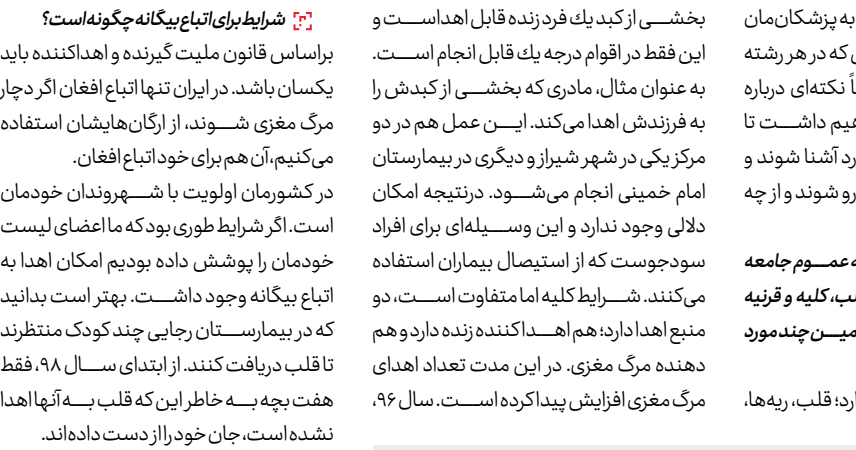 به پزشکان‌مان
که در هر رشته
نکته‌ای درباره
هیم داشت تا
رد آشنا شوند و
رو شوند و از چه
عموم جامعه
لب، کلیه و قرنیه
مین چند مورد
ارد؛ قلب، ریه‌ها،
بخشی از کبد یك فرد زنده قابل اهداست و
این فقط در اقوام درجه یك قابل انجام است.
به عنوان مثال، مادری که بخشی از کبدش را
به فرزندش اهدا می‌کند. این عمل هم در دو
مرکز یکی در شهر شیراز و دیگری در بیمارستان
امام خمینی انجام می‌شود. درنتیجه امکان
دلالی وجود ندارد و این وسیله‌ای برای افراد
سودجوست که از استیصال بیماران استفاده
می‌کنند. شرایط کلیه اما متفاوت است، دو
منبع اهدا دارد؛ هم اهداکننده زنده دارد و هم
دهنده مرگ مغزی. در این مدت تعداد اهدای
مرگ مغزی افزایش پیدا کرده است. سال ۹۶،
شرایط برای اتباع بیگانه چگونه است؟
براساس قانون ملیت گیرنده و اهداکننده باید
یکسان باشد. در ایران تنها اتباع افغان اگر دچار
مرگ مغزی شوند، از ارگان‌هایشان استفاده
می‌کنیم، آن هم برای خود اتباع افغان.
در کشورمان اولویت با شهروندان خودمان
است. اگر شرایط طوری بود که ما اعضای لیست
خودمان را پوشش داده بودیم امکان اهدا به
اتباع بیگانه وجود داشت. بهتر است بدانید
که در بیمارستان رجایی چند کودک منتظرند
تا قلب دریافت کنند. از ابتدای سال ۹۸، فقط
هفت بچه به خاطر این که قلب به آنها اهدا
نشده است، جان خود را از دست داده‌اند.